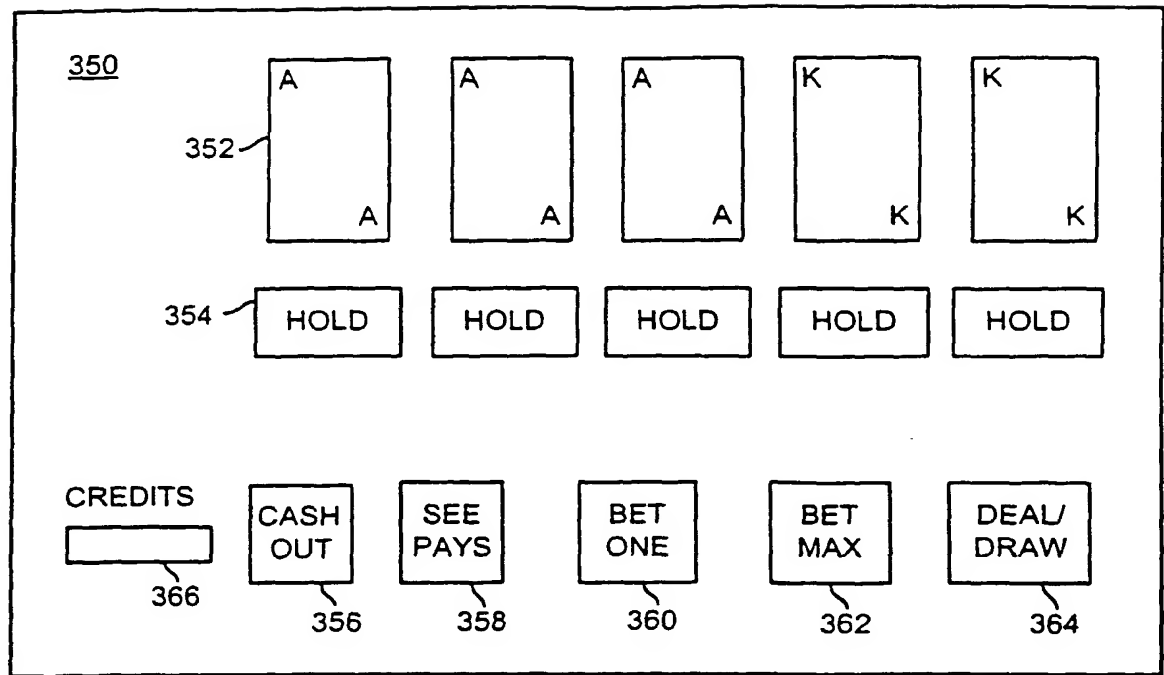 350
A A A K K
352
A A A K K
354 HOLD HOLD HOLD HOLD HOLD
CREDITS
CASH OUT
SEE PAYS
BET ONE
BET MAX
DEAL/ DRAW
366 356 358 360 362 364